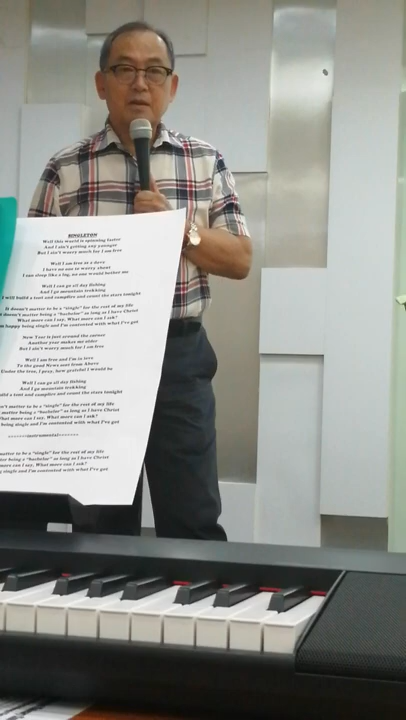 SINGLETON
Well this world is spinning faster
And I ain't getting any younger
But I ain't worry much for I am free
Well I am free as a dove
I have no one to worry about
I can sleep like a log, no one would bother me
Well I can go all day fishing
And I go mountain trekking
I will build a tent and campfire and count the stars tonight
It doesn't matter to be a "single" for the rest of my life
doesn't matter being a "bachelor" as long as I have Christ
What more can I say, What more can I ask?
happy being single and I'm contented with what I've got
New Year is just around the corner
Another year makes me older
But I ain't worry much for I am free
Well I am free and I'm in love
To the good News sent from Above
Under the tree, I pray, how grateful I would be
Well I can go all day fishing
And I go mountain trekking
build a tent and campfire and count the stars tonight
matter to be a "single" for the rest of my life
matter being a "bachelor" as long as I have Christ
more can I say, What more can I ask?
being single and I'm contented with what I've got
instrumental
matter to be a "single" for the rest of my life
being a "bachelor" as long as I have Christ
more can I say, What more can I ask?
single and I'm contented with what I've got